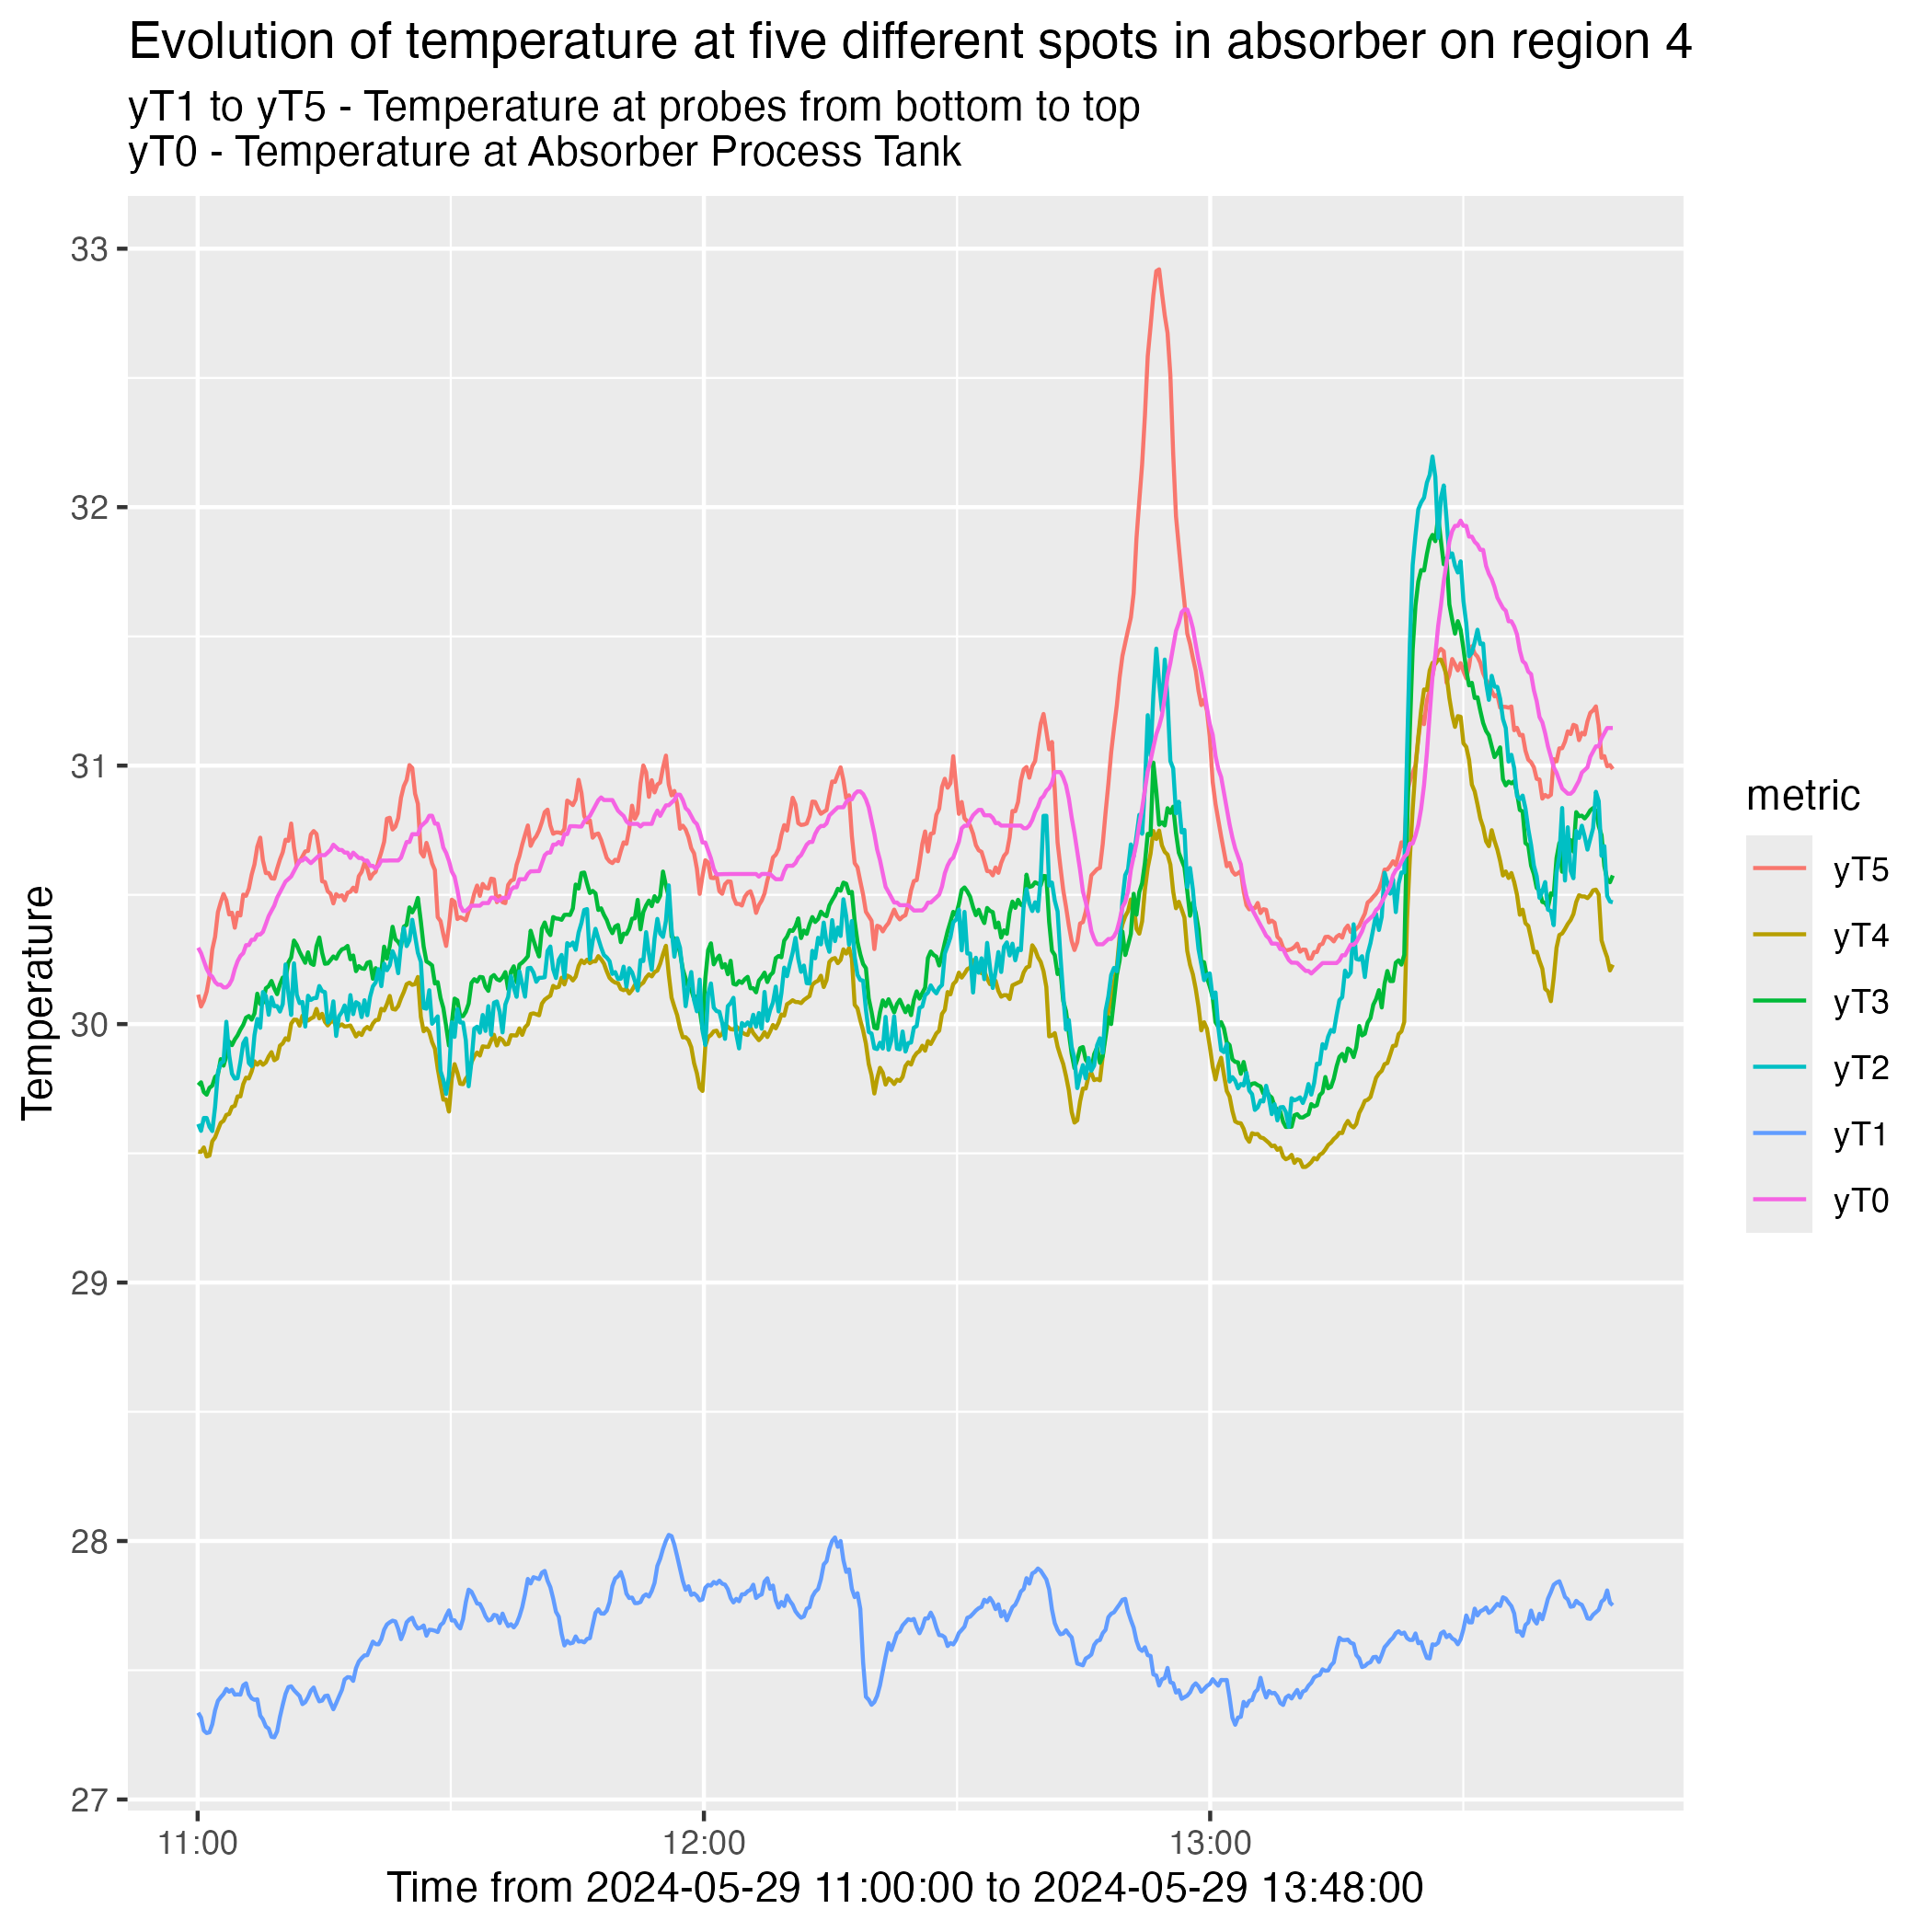 Evolution of temperature at five different spots in absorber on region 4
yT1 to yT5 - Temperature at probes from bottom to top
yT0 - Temperature at Absorber Process Tank
33
32
31
30
29
28
27
Temperature
11:00
12:00
13:00
Time from 2024-05-29 11:00:00 to 2024-05-29 13:48:00
metric
yT5
yT4
yT3
yT2
yT1
yT0